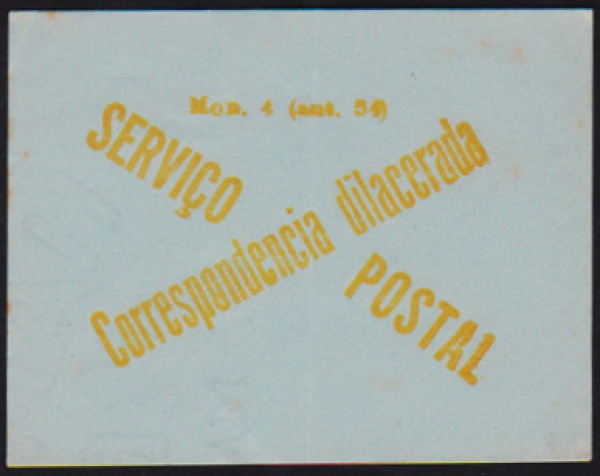 Mod. 4 (ant. 54)
SERVIÇO
Correspondencia dilacerada
POSTAL